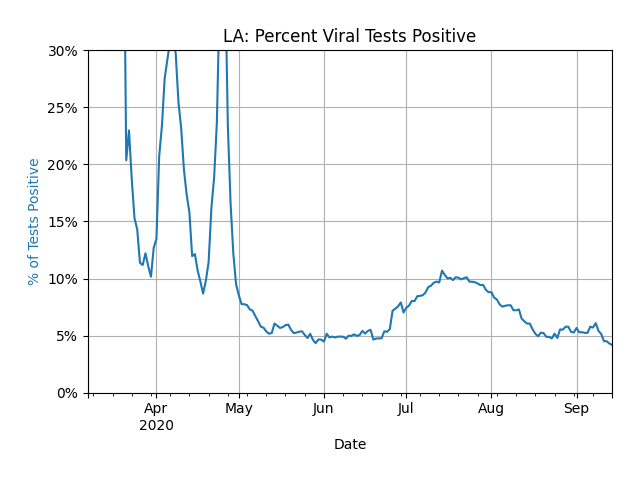 LA: Percent Viral Tests Positive
% of Tests Positive
30%
25%
20%
15%
10%
5%
0%
Apr
2020
May
Jun
Jul
Aug
Sep
Date